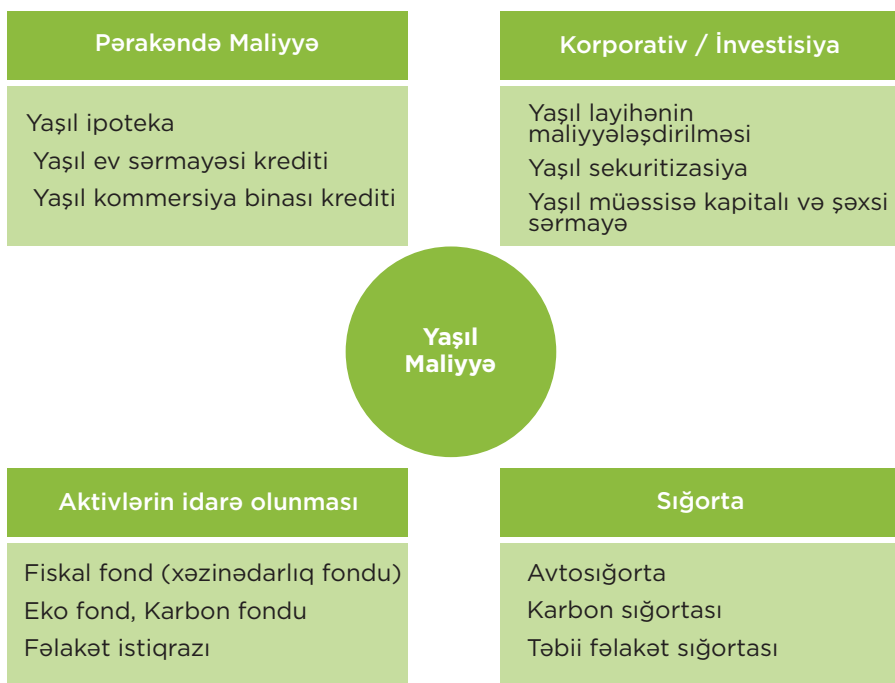 Pərakəndə Maliyyə
Yaşıl ipoteka
Yaşıl ev sərmayəsi krediti
Yaşıl kommersiya binası krediti
Korporativ / İnvestisiya
Yaşıl layihənin
maliyyələşdirilməsi
Yaşıl sekuritizasiya
Yaşıl müəssisə kapitalı və şəxsi
sərmayə
Yaşıl
Maliyyə
Aktivlərin idarə olunması
Fiskal fond (xəzinədarlıq fondu)
Eko fond, Karbon fondu
Fəlakət istiqrazı
Sığorta
Avtosığorta
Karbon sığortası
Təbii fəlakət sığortası